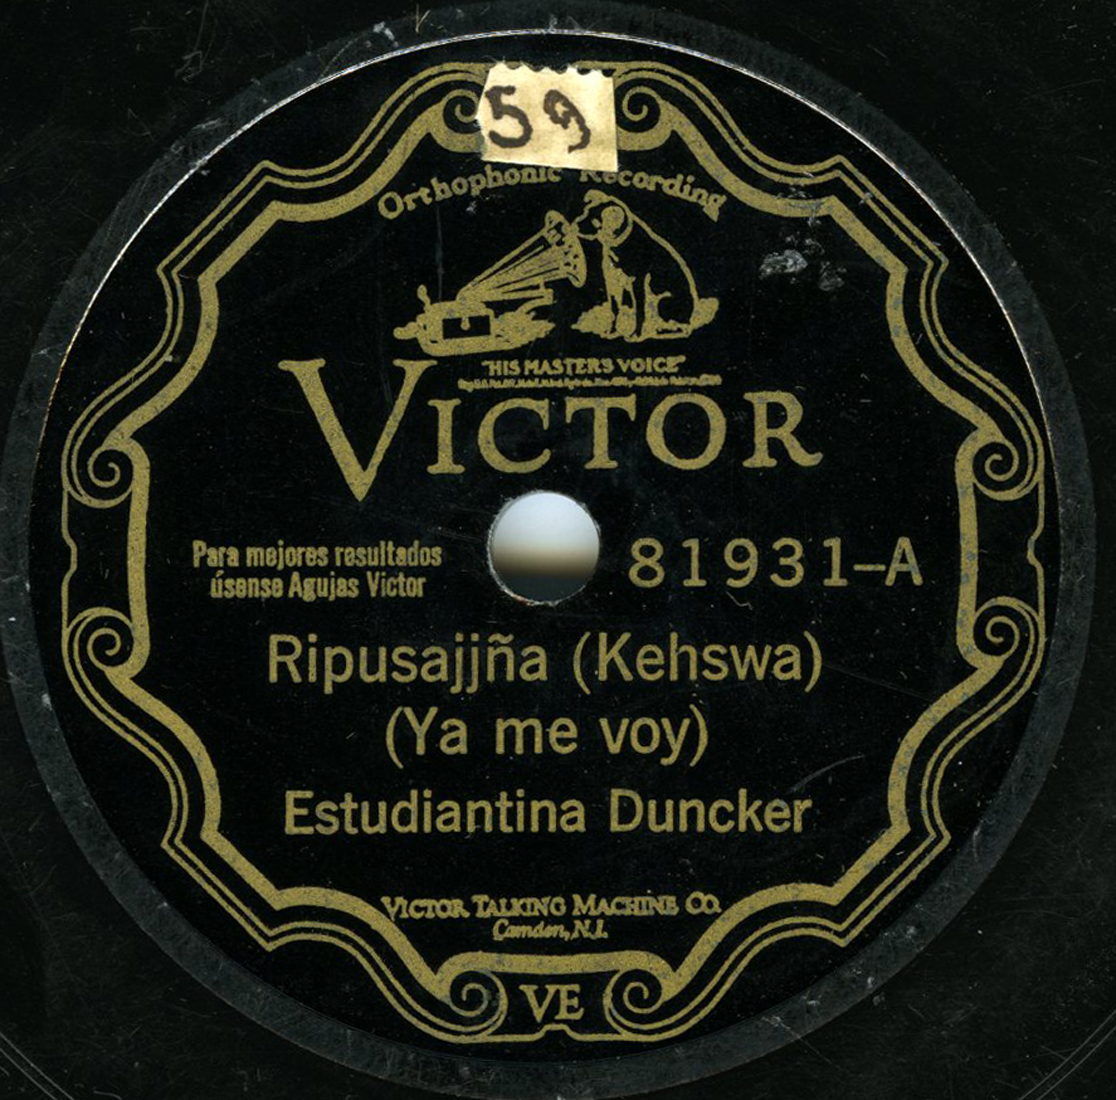 59
Orthophonic Recording
"HIS MASTER'S VOICE"
VICTOR
Para mejores resultados
úsense Agujas Victor
81931-A
Ripusajjña (Kehswa)
(Ya me voy)
Estudiantina Duncker
VICTOR TALKING MACHINE CO.
Camden, N.J.
VE